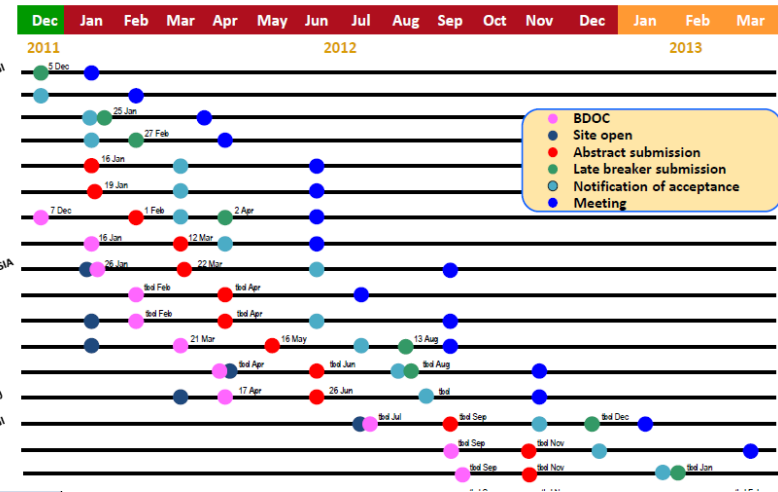 Dec Jan Feb Mar Apr May Jun Jul Aug Sep Oct Nov Dec Jan Feb Mar
2011 2012 2013
5 Dec
25 Jan
BDOC
Site open
27 Feb
Abstract submission
16 Jan
Late breaker submission
Notification of acceptance
19 Jan
Meeting
7 Dec 1 Feb 2 Apr
16 Jan 12 Mar
26 Jan 22 Mar
tbd Feb tbd Apr
tbd Feb tbd Apr
21 Mar 16 May 13 Aug
tbd Apr tbd Jun tbd Aug
17 Apr 26 Jun tbd
tbd Jul tbd Sep tbd Dec
tbd Sep tbd Nov
tbd Sep tbd Nov tbd Jan